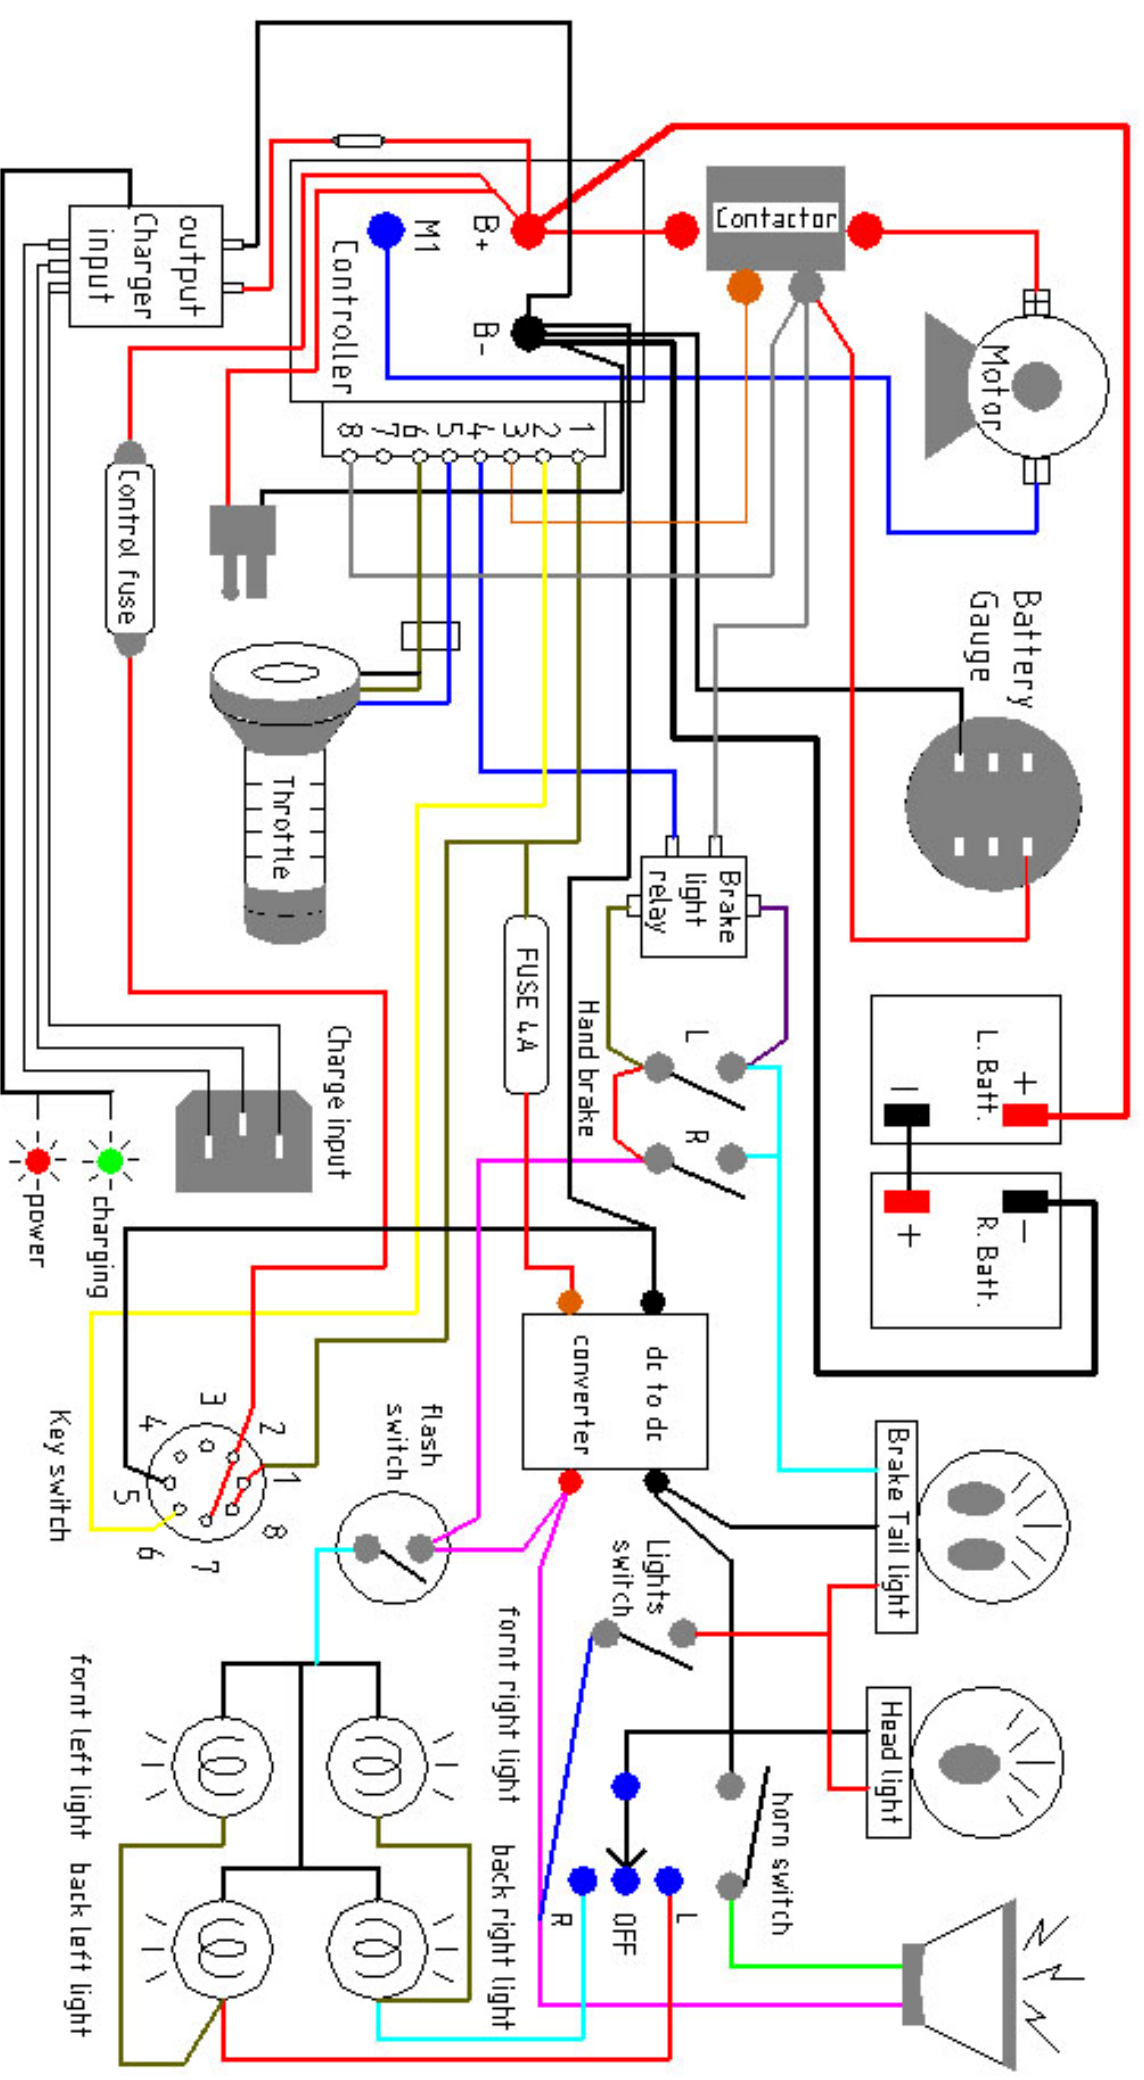 Contactor
Motor
Battery
Gauge
L. Batt.
+
–
R. Batt.
–
+
Brake Tail light
Head light
B+
B-
M1
Controller
1
2
3
4
5
6
7
8
output
Charger
input
Control fuse
Throttle
Brake
light
relay
FUSE 4A
Hand brake
L
R
Charge input
charging
power
dc to dc
converter
flash
switch
Key switch
1
2
3
4
5
6
7
8
Lights
switch
horn switch
L
OFF
R
fornt right light
back right light
fornt left light
back left light